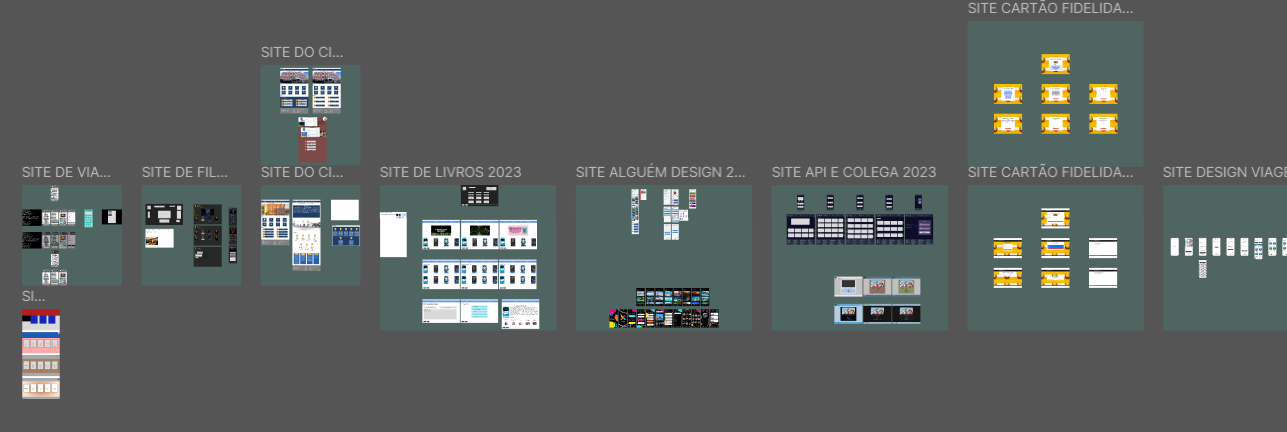 SITE CARTÃO FIDELIDA...
SITE DO CI...
SITE DE VIA...
SITE DE FIL...
SITE DO CI...
SITE DE LIVROS 2023
SITE ALGUÉM DESIGN 2...
SITE API E COLEGA 2023
SITE CARTÃO FIDELIDA...
SITE DESIGN VIAGE
SI...